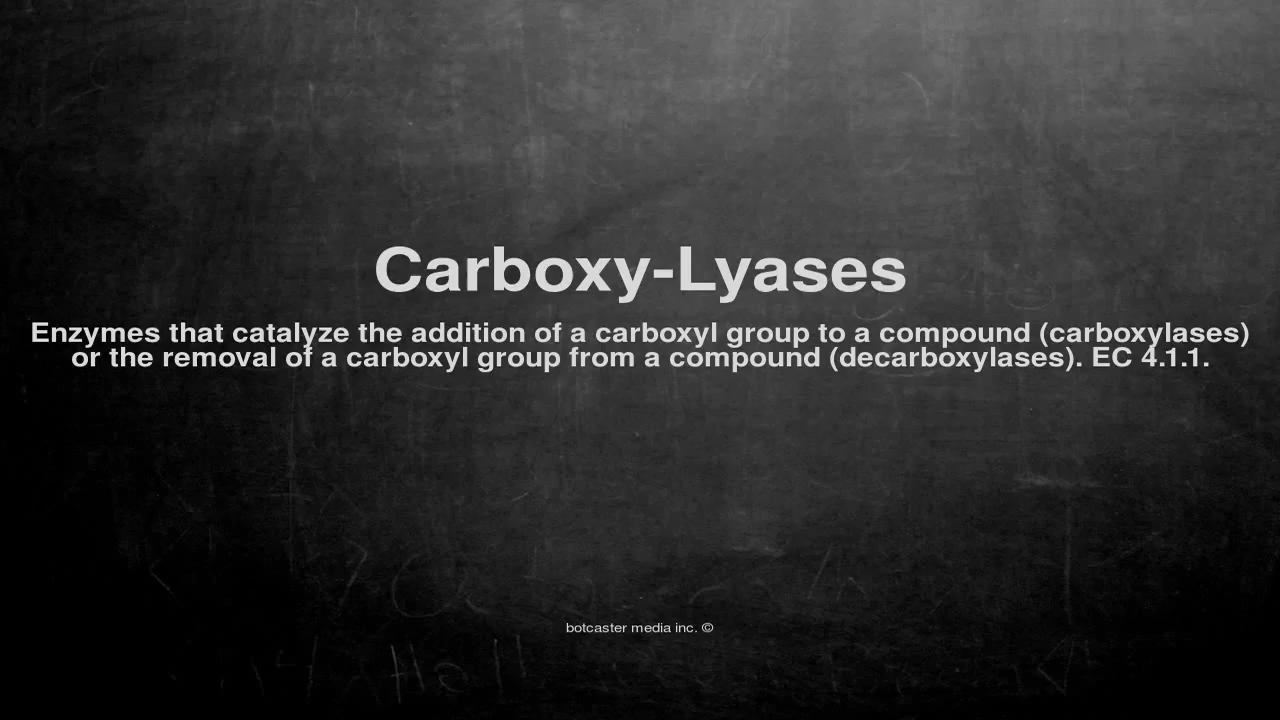 Carboxy-Lyases
Enzymes that catalyze the addition of a carboxyl group to a compound (carboxylases)
or the removal of a carboxyl group from a compound (decarboxylases). EC 4.1.1.
botcaster media inc. ©